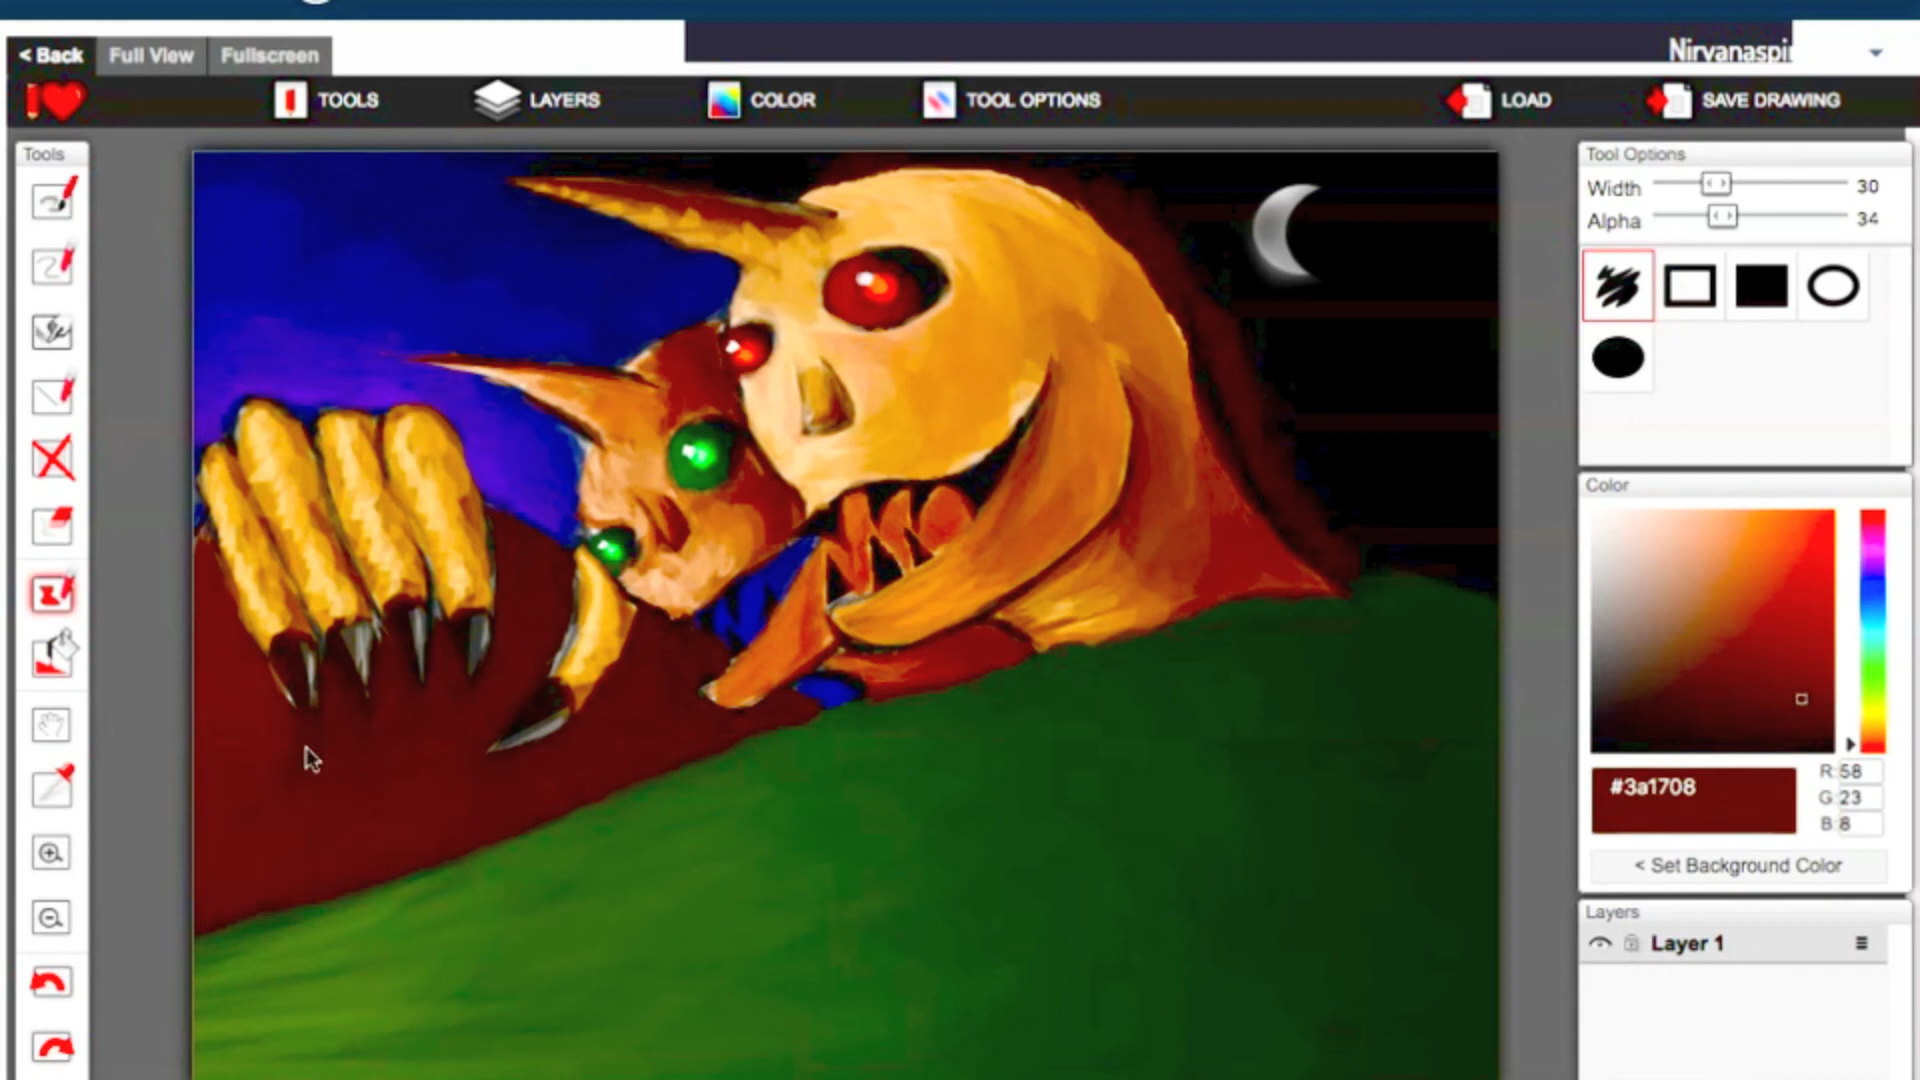 < Back Full View Fullscreen
Nirvanaspi
TOOLS LAYERS COLOR TOOL OPTIONS LOAD SAVE DRAWING
Tools
Tool Options
Width 30
Alpha 34
Color
#3a1708
R: 58
G: 23
B: 8
< Set Background Color
Layers
Layer 1